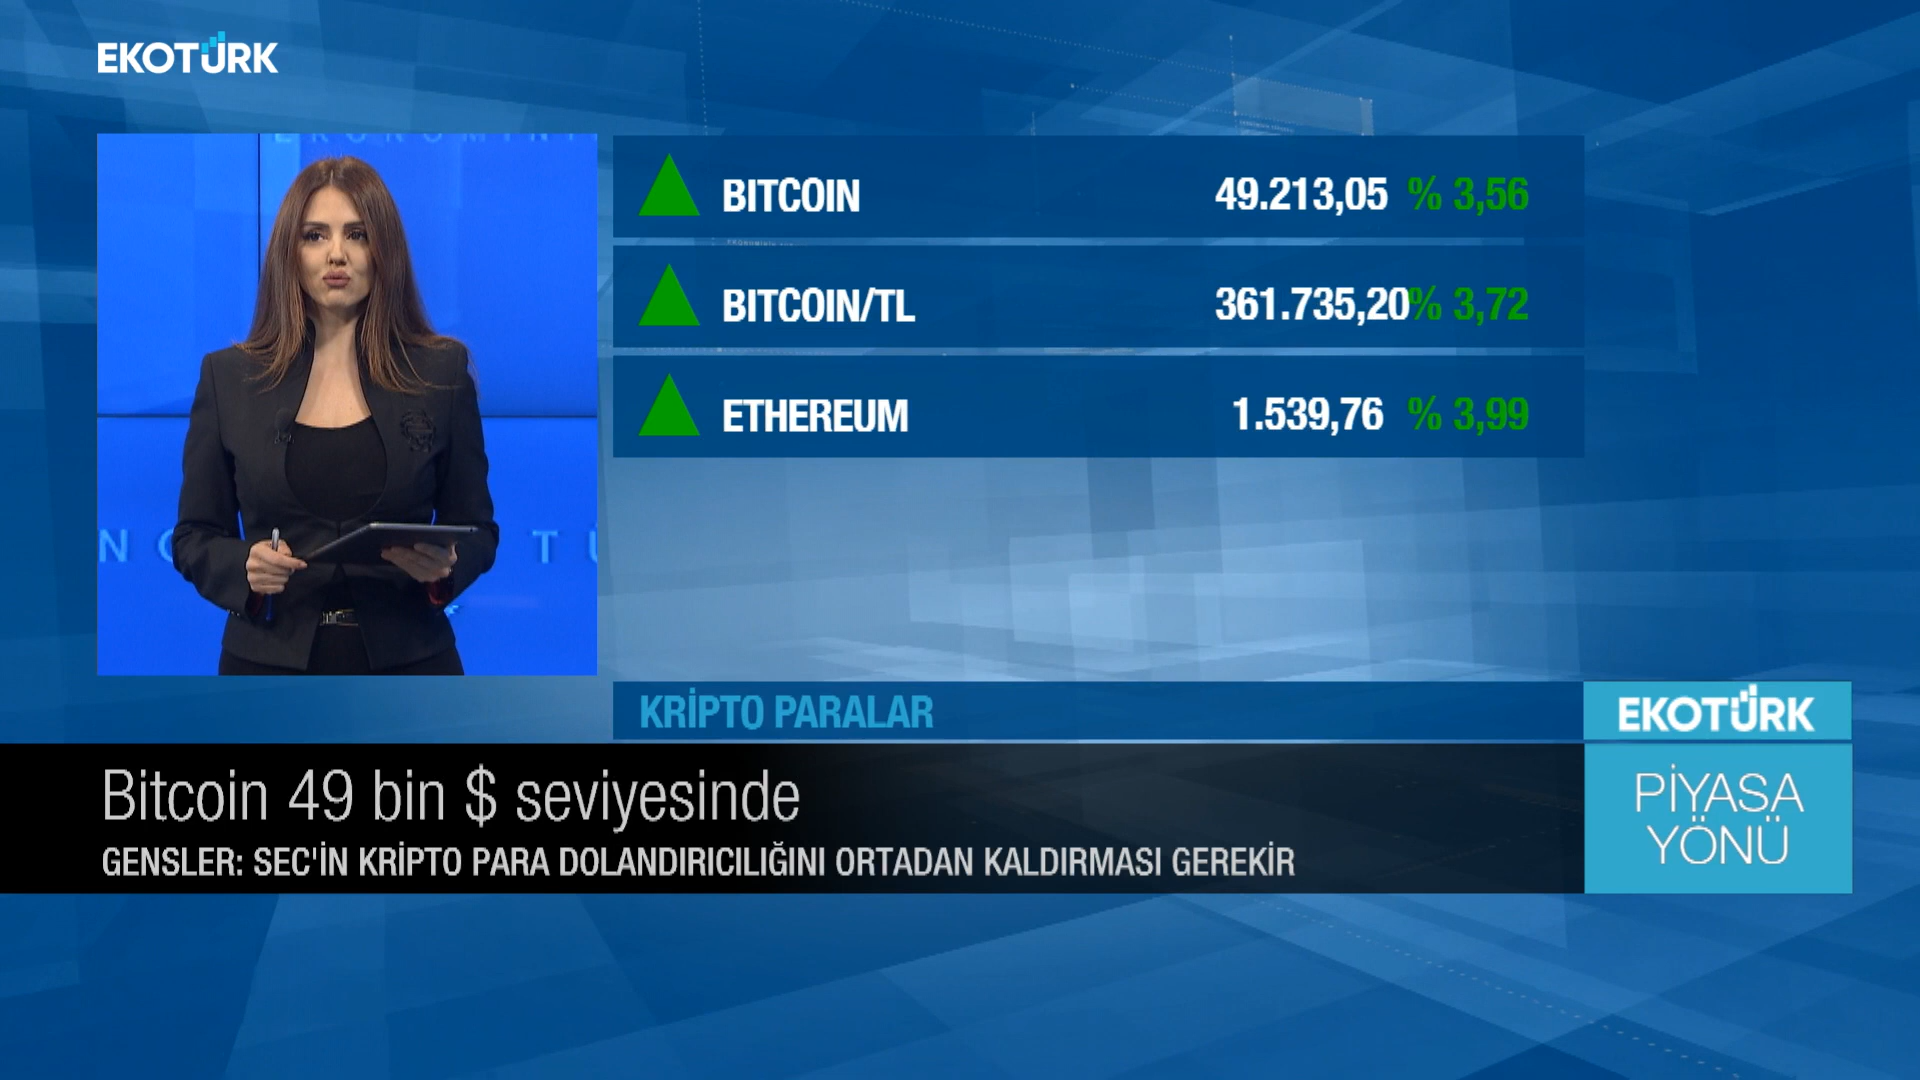 EKOTÜRK
BITCOIN 49.213,05 % 3,56
BITCOIN/TL 361.735,20 % 3,72
ETHEREUM 1.539,76 % 3,99
KRİPTO PARALAR
EKOTÜRK
Bitcoin 49 bin $ seviyesinde
GENSLER: SEC'İN KRİPTO PARA DOLANDIRICILIĞINI ORTADAN KALDIRMASI GEREKİR
PİYASA
YÖNÜ